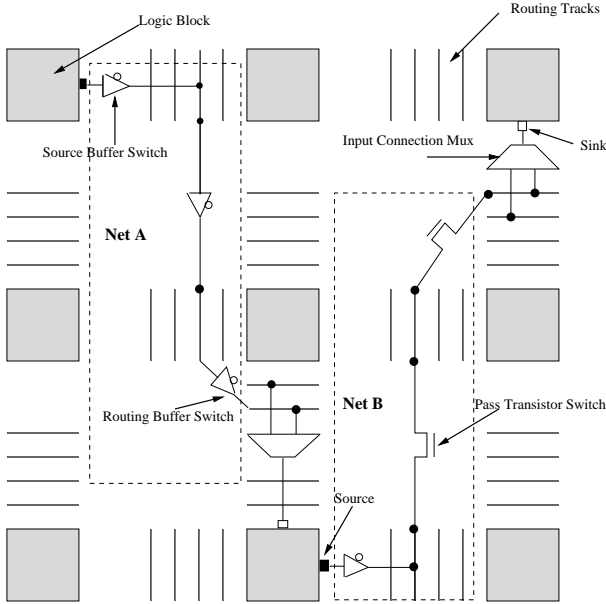 Logic Block
Routing Tracks
Source Buffer Switch
Input Connection Mux
Sink
Net A
Net B
Pass Transistor Switch
Routing Buffer Switch
Source